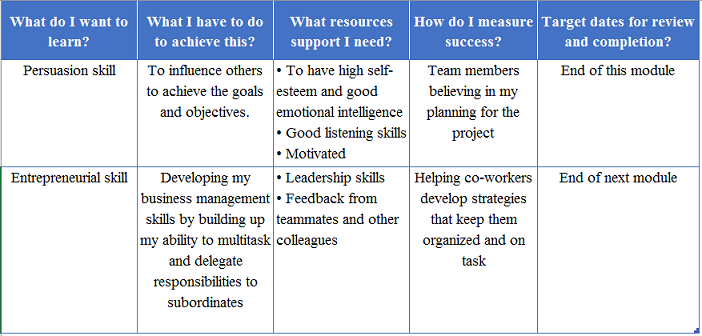 What do I want to
learn?
What I have to do
to achieve this?
What resources
support I need?
How do I measure
success?
Target dates for review
and completion?
Persuasion skill
To influence others
to achieve the goals
and objectives.
• To have high self-
esteem and good
emotional intelligence
• Good listening skills
• Motivated
Team members
believing in my
planning for the
project
End of this module
Entrepreneurial skill
Developing my
business management
skills by building up
my ability to multitask
and delegate
responsibilities to
subordinates
• Leadership skills
• Feedback from
teammates and other
colleagues
Helping co-workers
develop strategies
that keep them
organized and on
task
End of next module